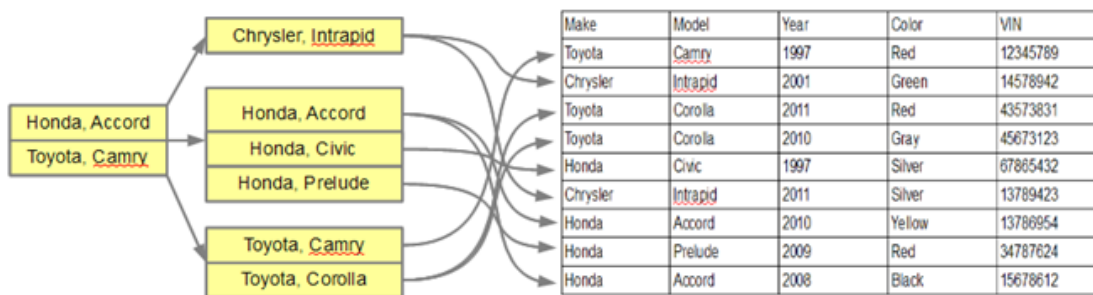 Honda, Accord
Toyota, Camry
Chrysler, Intrapid
Honda, Accord
Honda, Civic
Honda, Prelude
Toyota, Camry
Toyota, Corolla
Make Model Year Color VIN
Toyota Camry 1997 Red 12345789
Chrysler Intrapid 2001 Green 14578942
Toyota Corolla 2011 Red 43573831
Toyota Corolla 2010 Gray 45673123
Honda Civic 1997 Silver 67865432
Chrysler Intrapid 2011 Silver 13789423
Honda Accord 2010 Yellow 13786954
Honda Prelude 2009 Red 34787624
Honda Accord 2008 Black 15678612